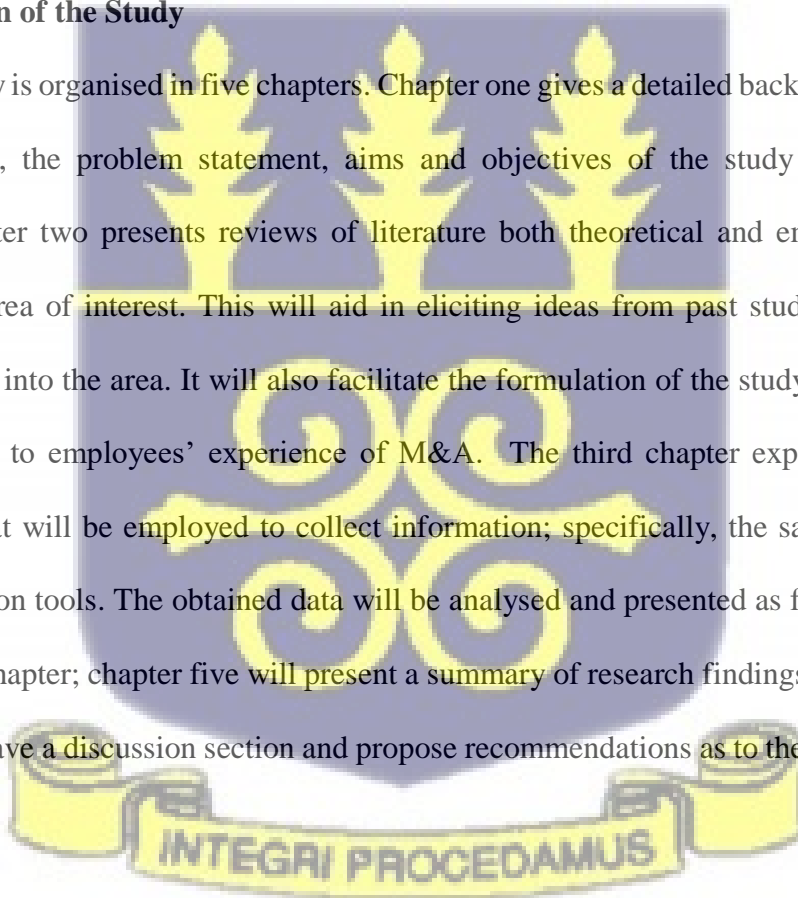 n of the Study
y is organised in five chapters. Chapter one gives a detailed back
, the problem statement, aims and objectives of the study
ter two presents reviews of literature both theoretical and en
rea of interest. This will aid in eliciting ideas from past stud
into the area. It will also facilitate the formulation of the study
to employees’ experience of M&A. The third chapter exp
at will be employed to collect information; specifically, the sa
on tools. The obtained data will be analysed and presented as f
hapter; chapter five will present a summary of research findings
ave a discussion section and propose recommendations as to the
INTEGRI PROCEDAMUS